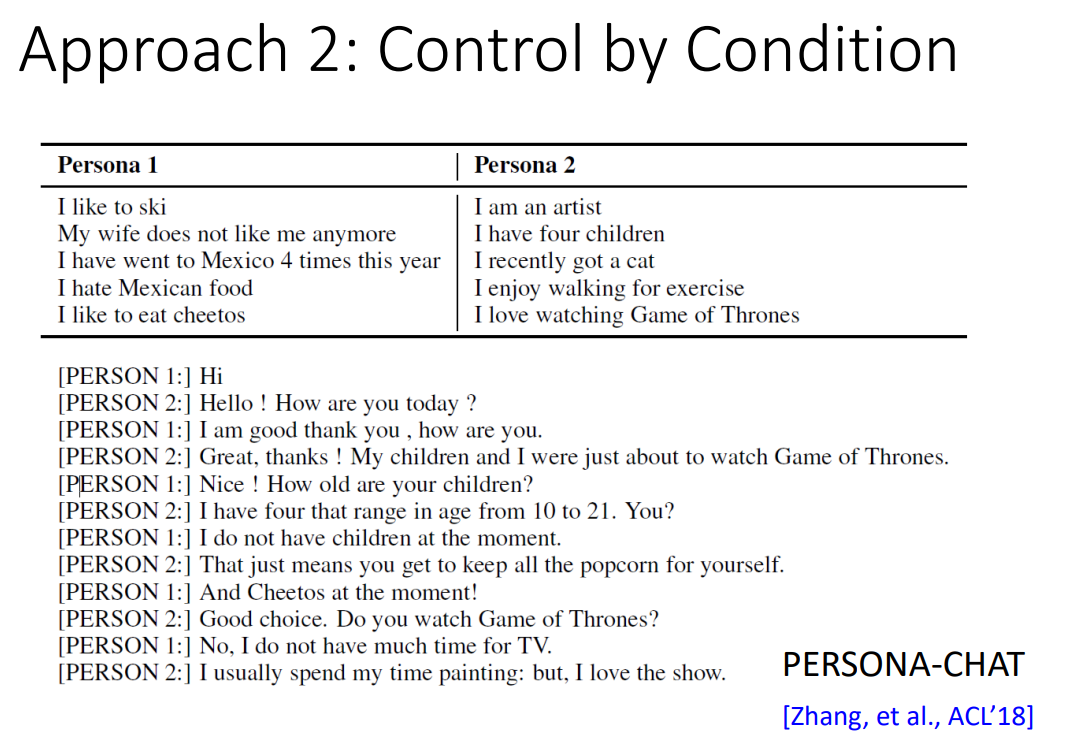 Approach 2: Control by Condition
Persona 1
Persona 2
I like to ski
I am an artist
My wife does not like me anymore
I have four children
I have went to Mexico 4 times this year
I recently got a cat
I hate Mexican food
I enjoy walking for exercise
I like to eat cheetos
I love watching Game of Thrones
[PERSON 1:] Hi
[PERSON 2:] Hello ! How are you today ?
[PERSON 1:] I am good thank you , how are you.
[PERSON 2:] Great, thanks ! My children and I were just about to watch Game of Thrones.
[PERSON 1:] Nice ! How old are your children?
[PERSON 2:] I have four that range in age from 10 to 21. You?
[PERSON 1:] I do not have children at the moment.
[PERSON 2:] That just means you get to keep all the popcorn for yourself.
[PERSON 1:] And Cheetos at the moment!
[PERSON 2:] Good choice. Do you watch Game of Thrones?
[PERSON 1:] No, I do not have much time for TV.
[PERSON 2:] I usually spend my time painting: but, I love the show.
PERSONA-CHAT
[Zhang, et al., ACL’18]